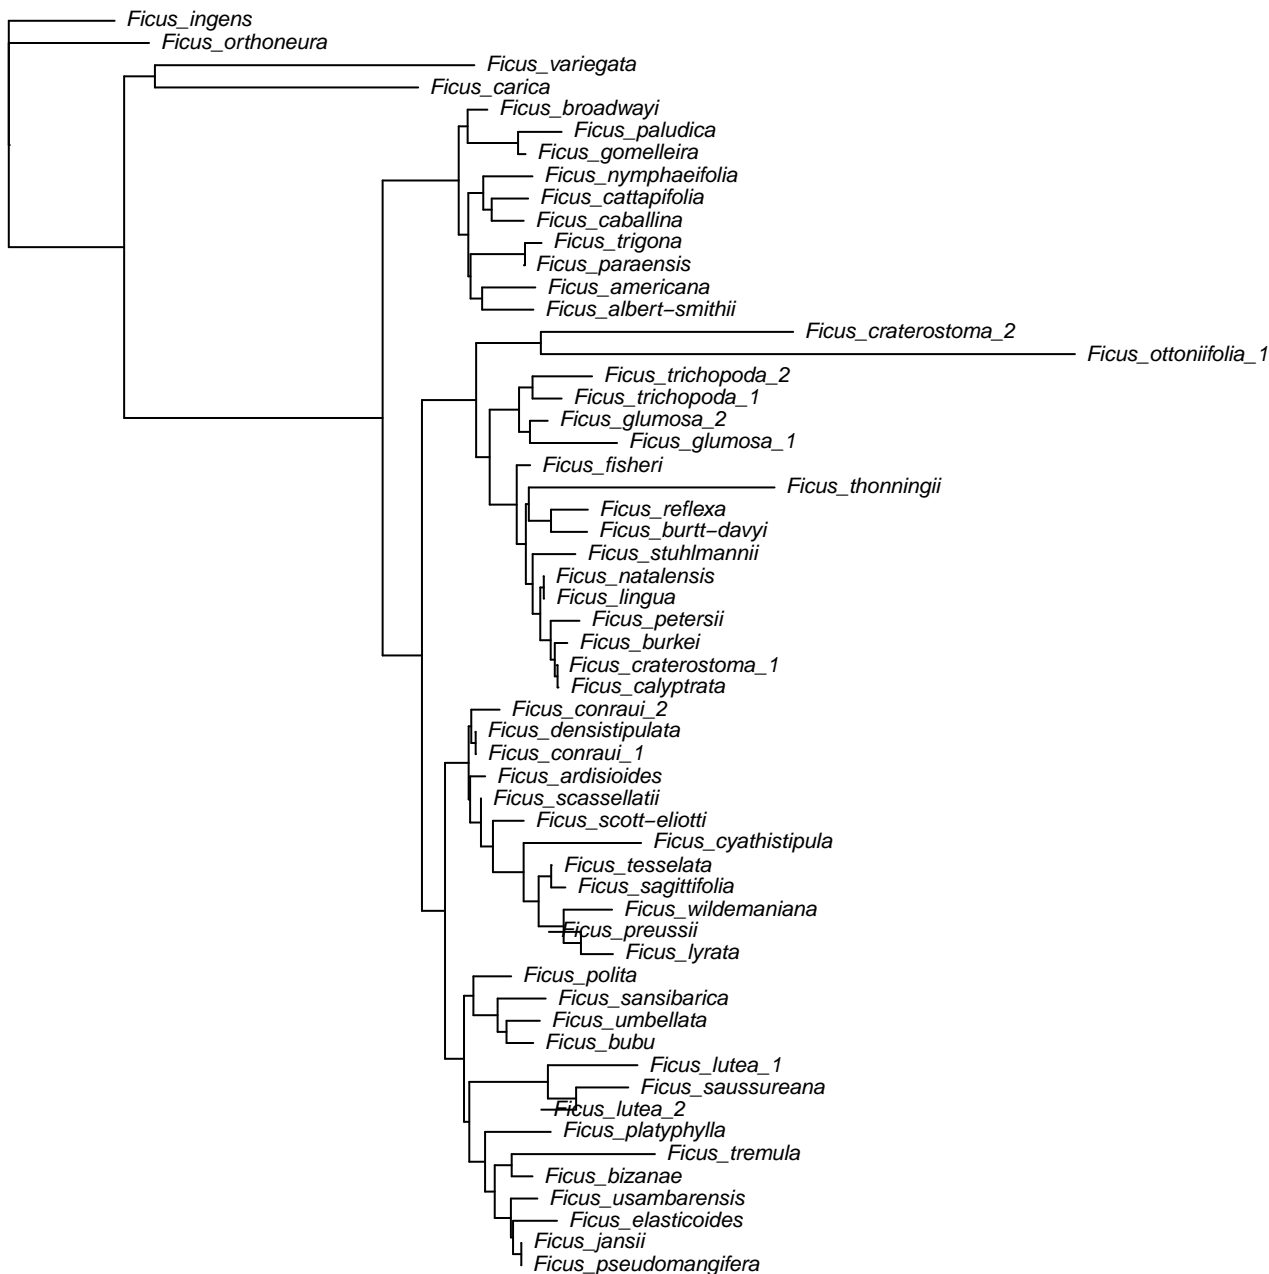 Ficus_ingens
Ficus_orthoneura
Ficus_variegata
Ficus_carica
Ficus_broadwayi
Ficus_paludica
Ficus_gomelleira
Ficus_nymphaeifolia
Ficus_cattapifolia
Ficus_caballina
Ficus_trigona
Ficus_paraensis
Ficus_americana
Ficus_albert−smithii
Ficus_craterostoma_2
Ficus_ottoniifolia_1
Ficus_trichopoda_2
Ficus_trichopoda_1
Ficus_glumosa_2
Ficus_glumosa_1
Ficus_fisheri
Ficus_thonningii
Ficus_reflexa
Ficus_burtt−davyi
Ficus_stuhlmannii
Ficus_natalensis
Ficus_lingua
Ficus_petersii
Ficus_burkei
Ficus_craterostoma_1
Ficus_calyptrata
Ficus_conraui_2
Ficus_densistipulata
Ficus_conraui_1
Ficus_ardisioides
Ficus_scassellatii
Ficus_scott−eliotti
Ficus_cyathistipula
Ficus_tesselata
Ficus_sagittifolia
Ficus_wildemaniana
Ficus_preussii
Ficus_lyrata
Ficus_polita
Ficus_sansibarica
Ficus_umbellata
Ficus_bubu
Ficus_lutea_1
Ficus_saussureana
Ficus_lutea_2
Ficus_platyphylla
Ficus_tremula
Ficus_bizanae
Ficus_usambarensis
Ficus_elasticoides
Ficus_jansii
Ficus_pseudomangifera